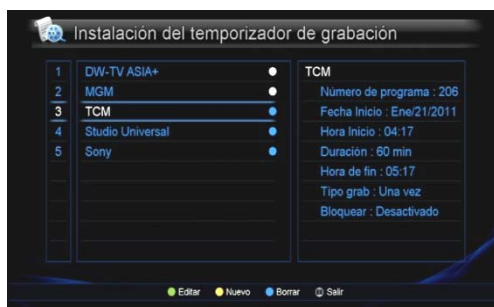 Instalación del temporizador de grabación
1 DW-TV ASIA+
2 MGM
3 TCM
4 Studio Universal
5 Sony
TCM
Número de programa : 206
Fecha Inicio : Ene/21/2011
Hora Inicio : 04:17
Duración : 60 min
Hora de fin : 05:17
Tipo grab : Una vez
Bloquear : Desactivado
Editar Nuevo Borrar Salir